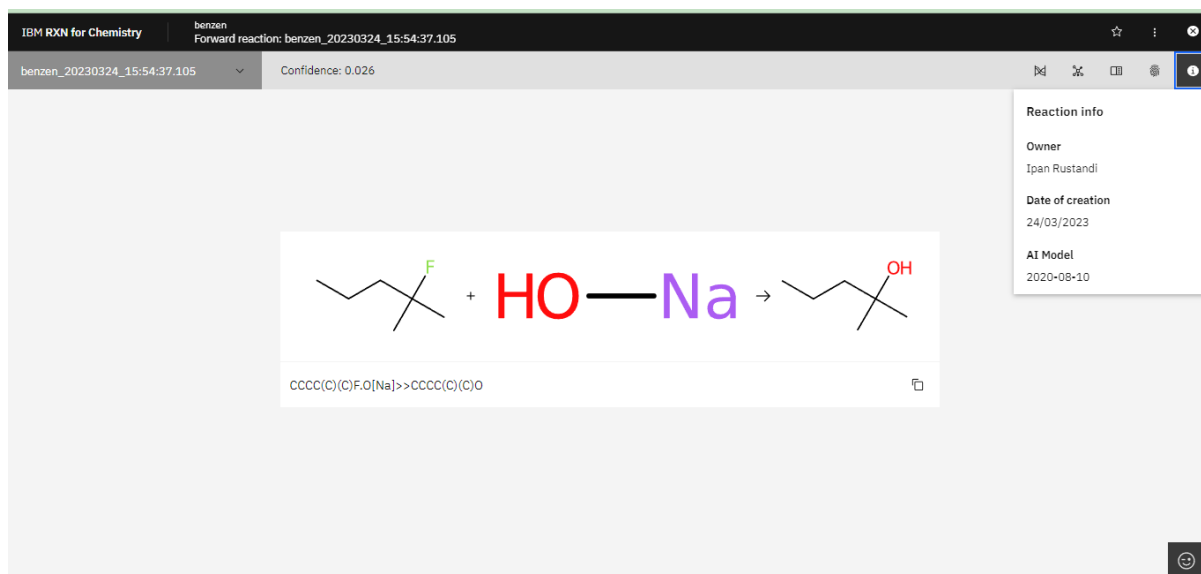 IBM RXN for Chemistry
benzen
Forward reaction: benzen_20230324_15:54:37.105
benzen_20230324_15:54:37.105
Confidence: 0.026
Reaction info
Owner
Ipan Rustandi
Date of creation
24/03/2023
AI Model
2020-08-10
F
+ HO Na → OH
CCCC(C)(C)F.O[Na]>>CCCC(C)(C)O